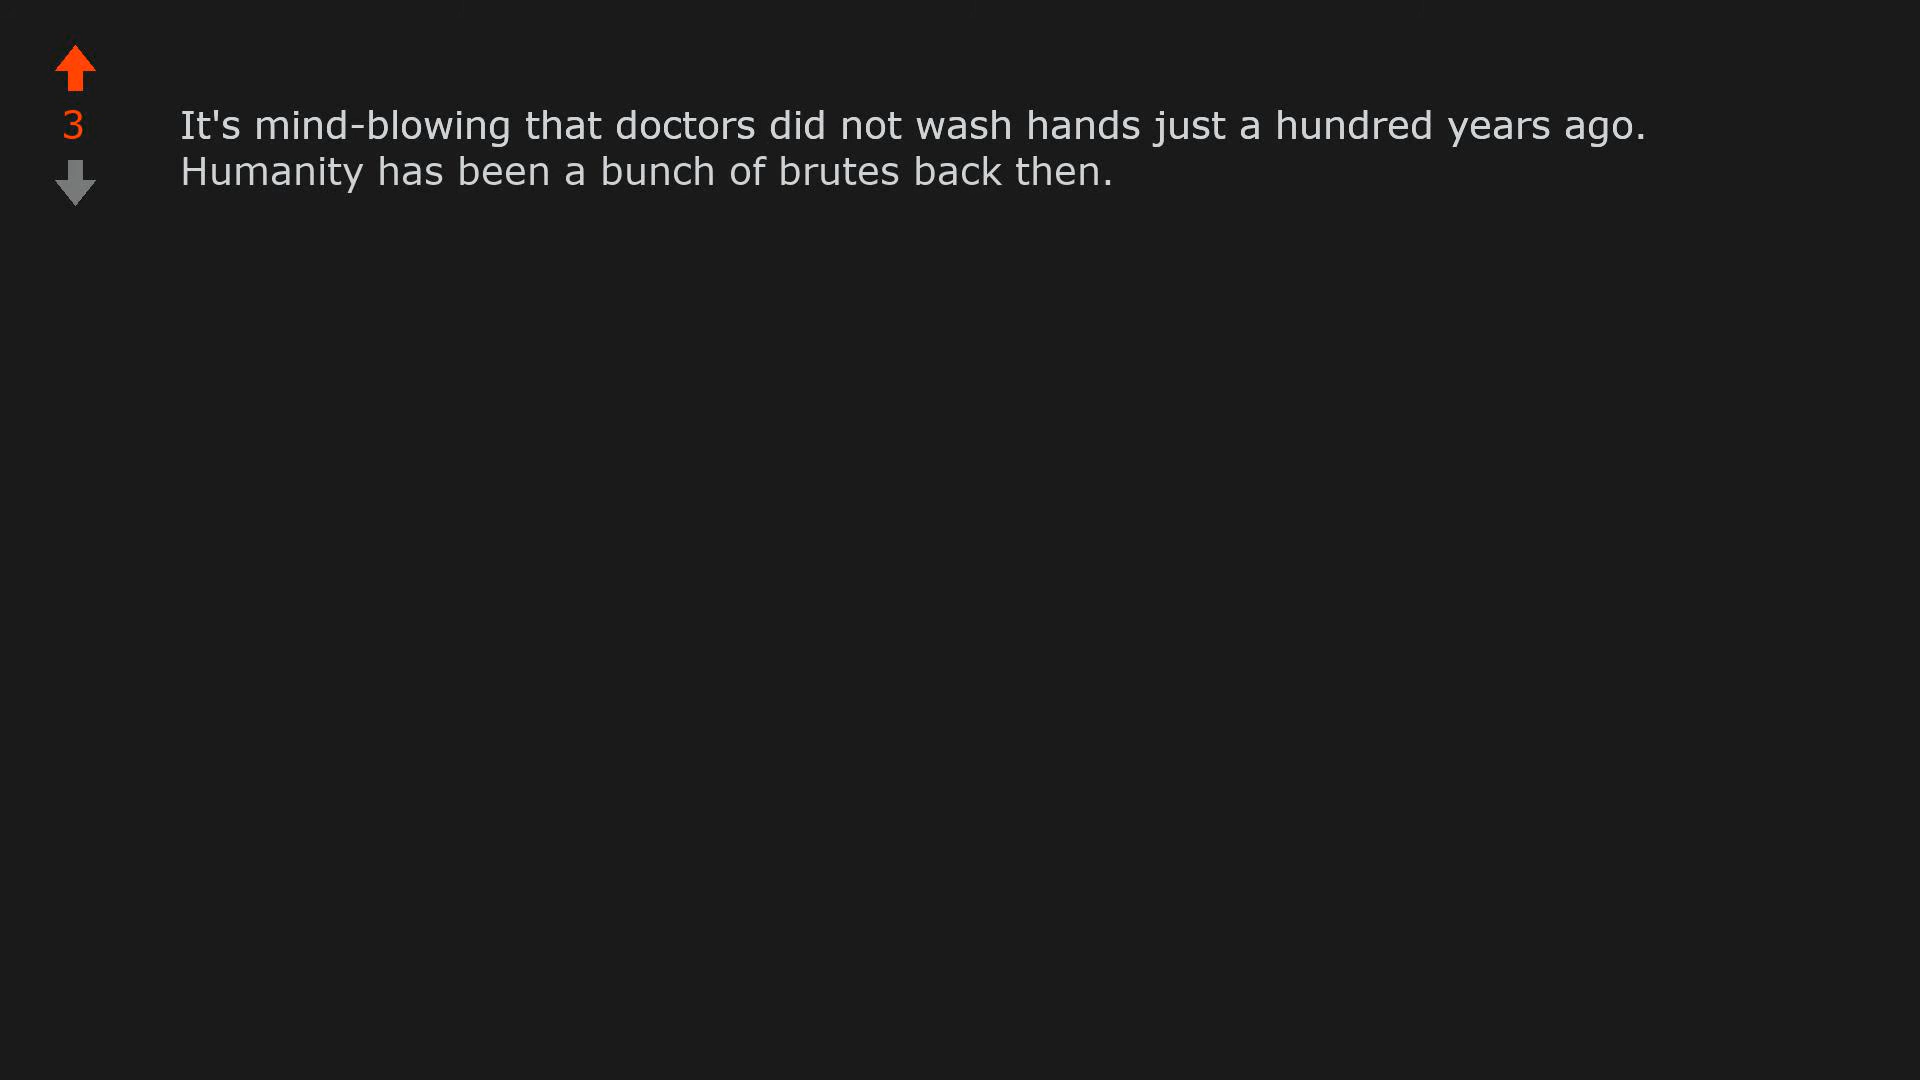 3
It's mind-blowing that doctors did not wash hands just a hundred years ago.
Humanity has been a bunch of brutes back then.